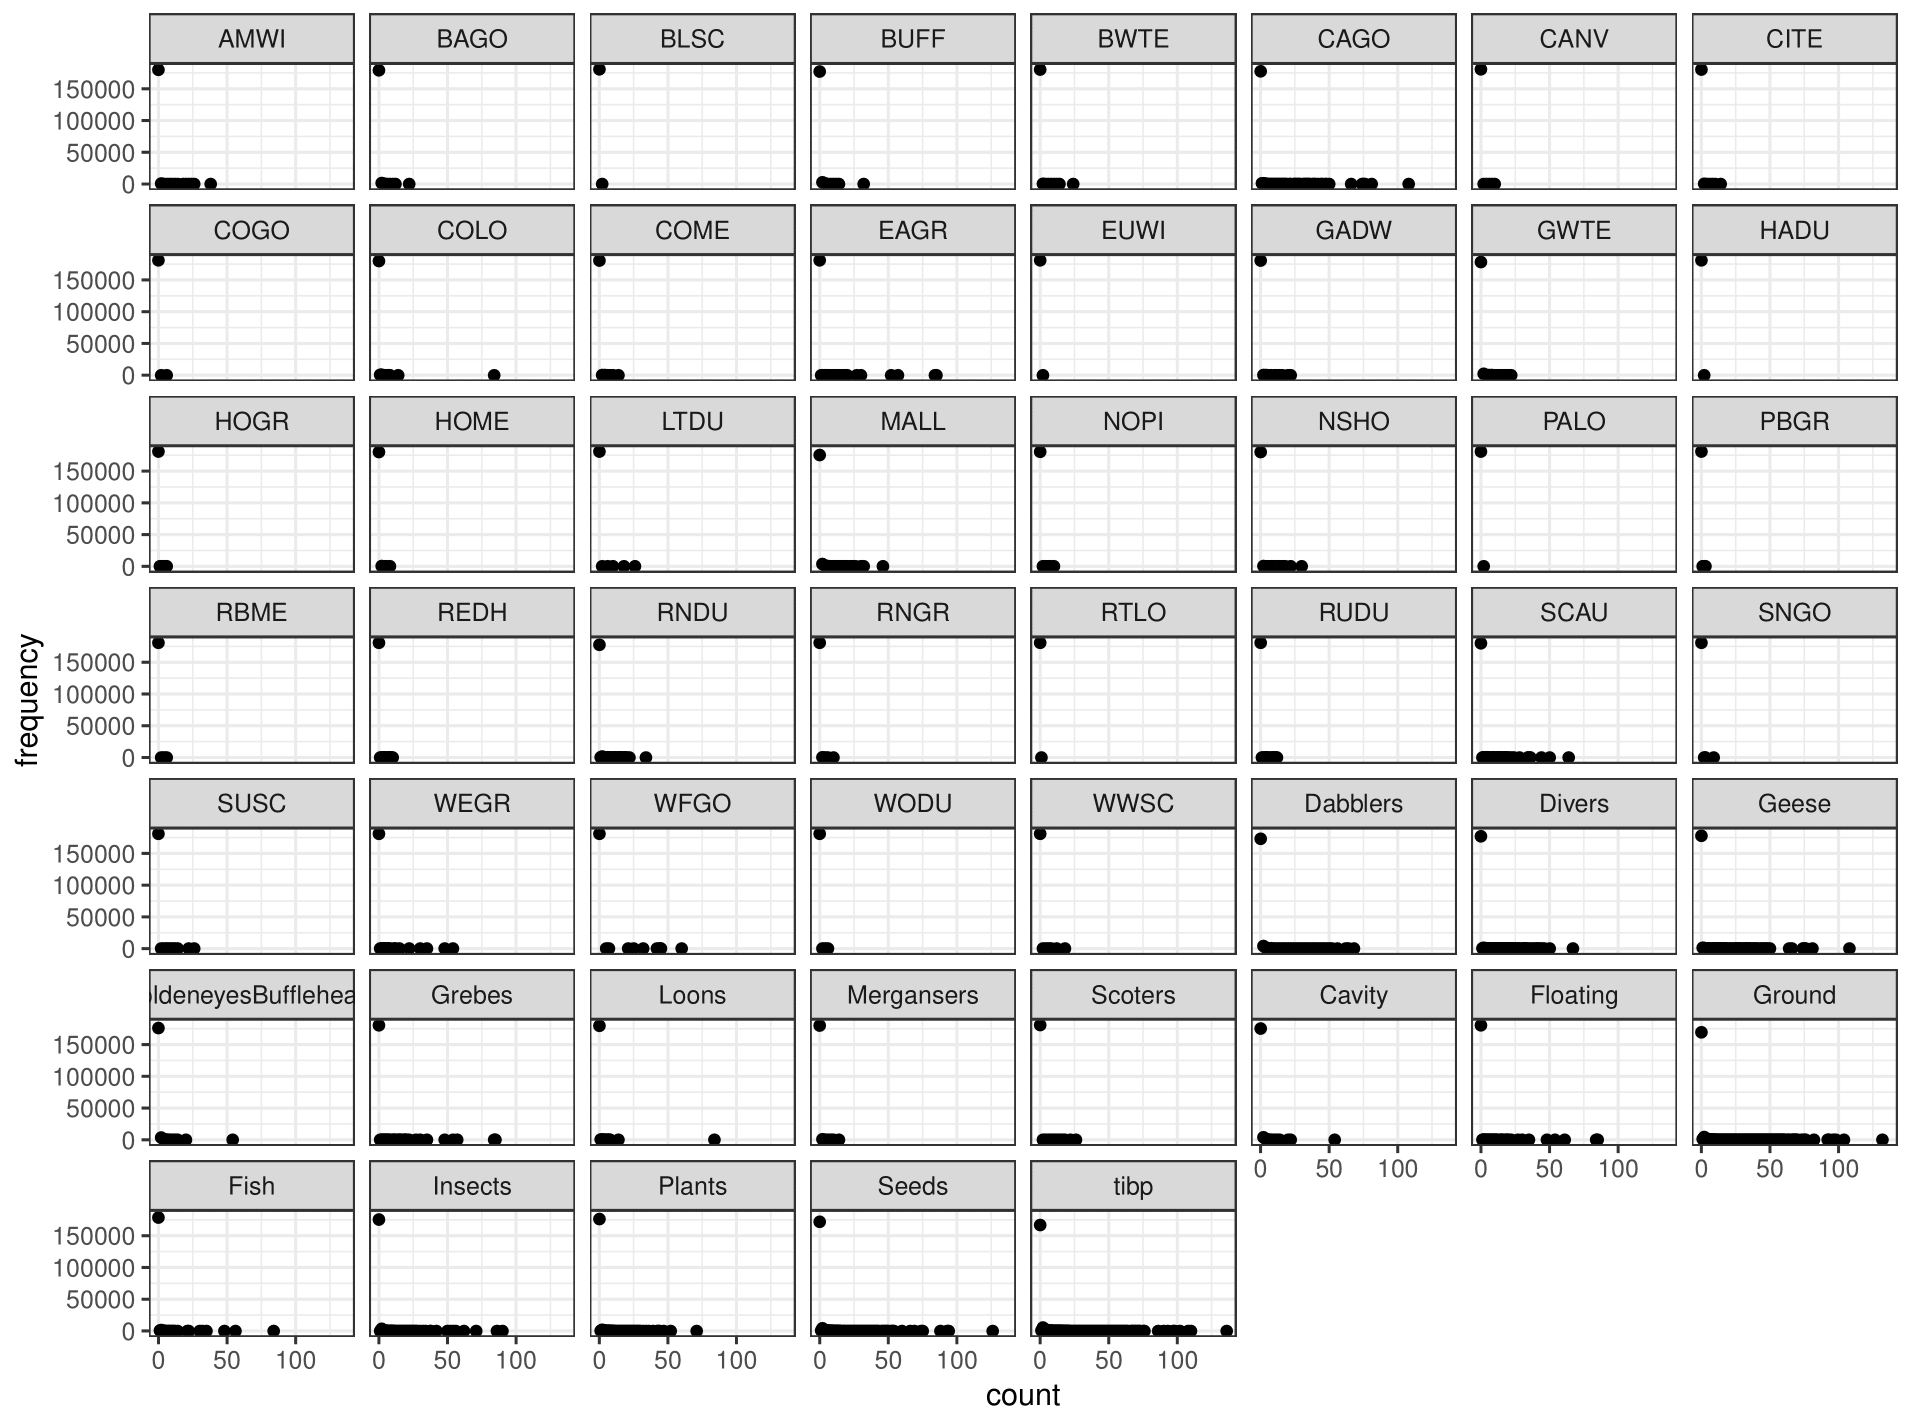 AMWI BAGO BLSC BUFF BWTE CAGO CANV CITE
150000
100000
50000
0
COGO COLO COME EAGR EUWI GADW GWTE HADU
150000
100000
50000
0
HOGR HOME LTDU MALL NOPI NSHO PALO PBGR
150000
100000
50000
0
RBME REDH RNDU RNGR RTLO RUDU SCAU SNGO
150000
100000
50000
0
frequency
SUSC WEGR WFGO WODU WWSC Dabblers Divers Geese
150000
100000
50000
0
ldeneyesBufflehea Grebes Loons Mergansers Scoters Cavity Floating Ground
150000
100000
50000
0
0 50 100 0 50 100 0 50 100
Fish Insects Plants Seeds tibp
150000
100000
50000
0
0 50 100 0 50 100 0 50 100 0 50 100 0 50 100
count